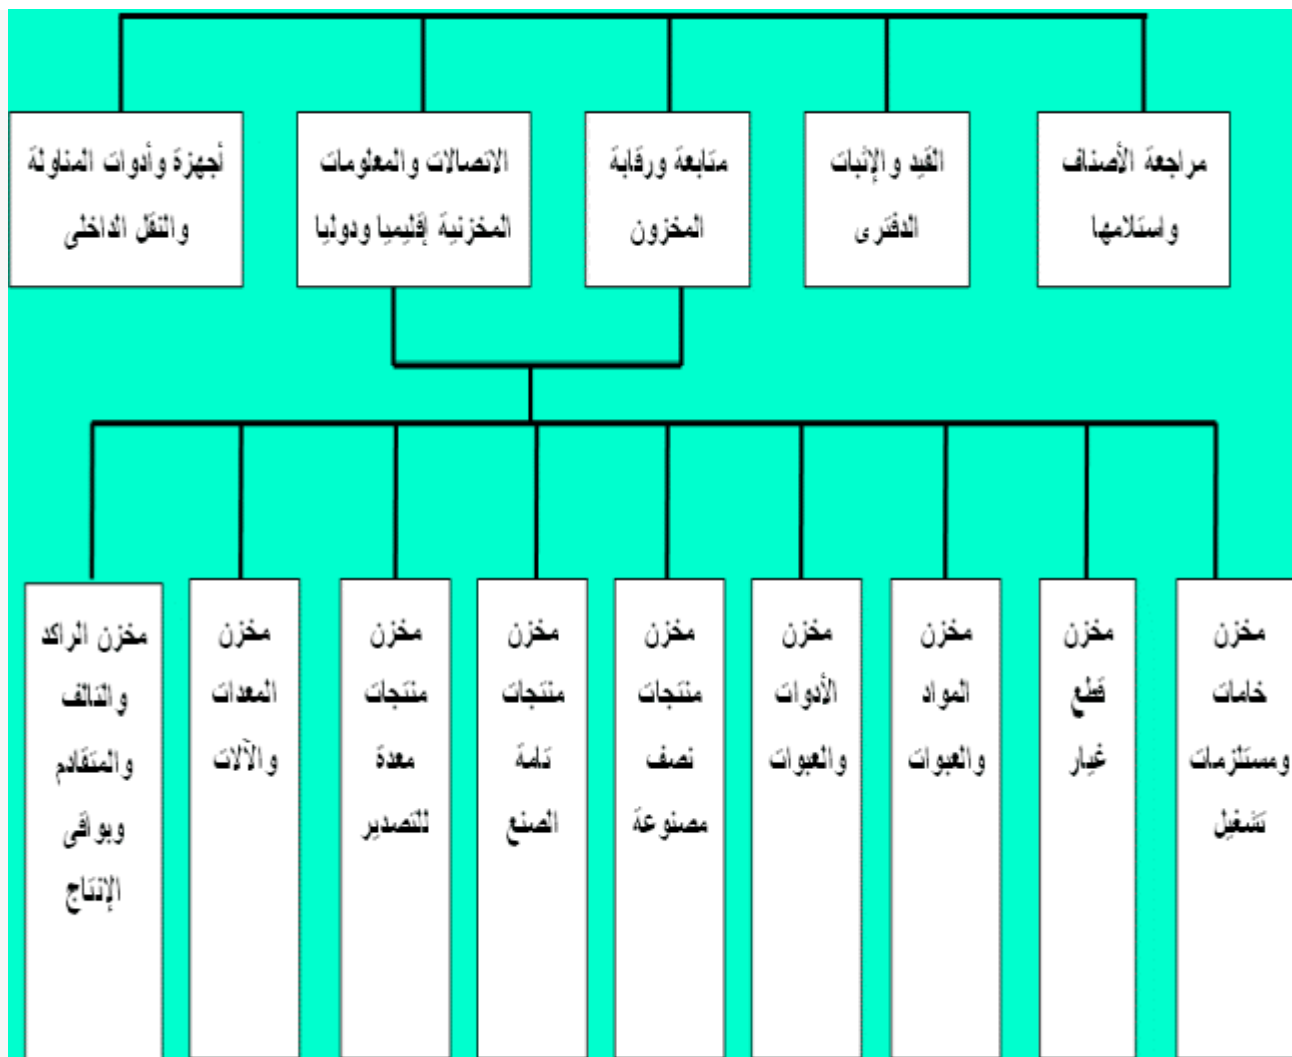 مراجعة الأصناف
واستلامها
القيد والإثبات
الدفترى
متابعة ورقابة
المخزون
الاتصالات والمعلومات
المخزنية إقليميا ودوليا
أجهزة وأدوات المناولة
والنقل الداخلى
مخزن
خامات
ومستلزمات
تشغيل
مخزن
قطع
غيار
مخزن
المواد
والعبوات
مخزن
الأدوات
والعبوات
مخزن
منتجات
نصف
مصنوعة
مخزن
منتجات
تامة
الصنع
مخزن
منتجات
معدة
للتصدير
مخزن
المعدات
والآلات
مخزن الراكد
والتالف
والمتقادم
وبواقى
الإنتاج